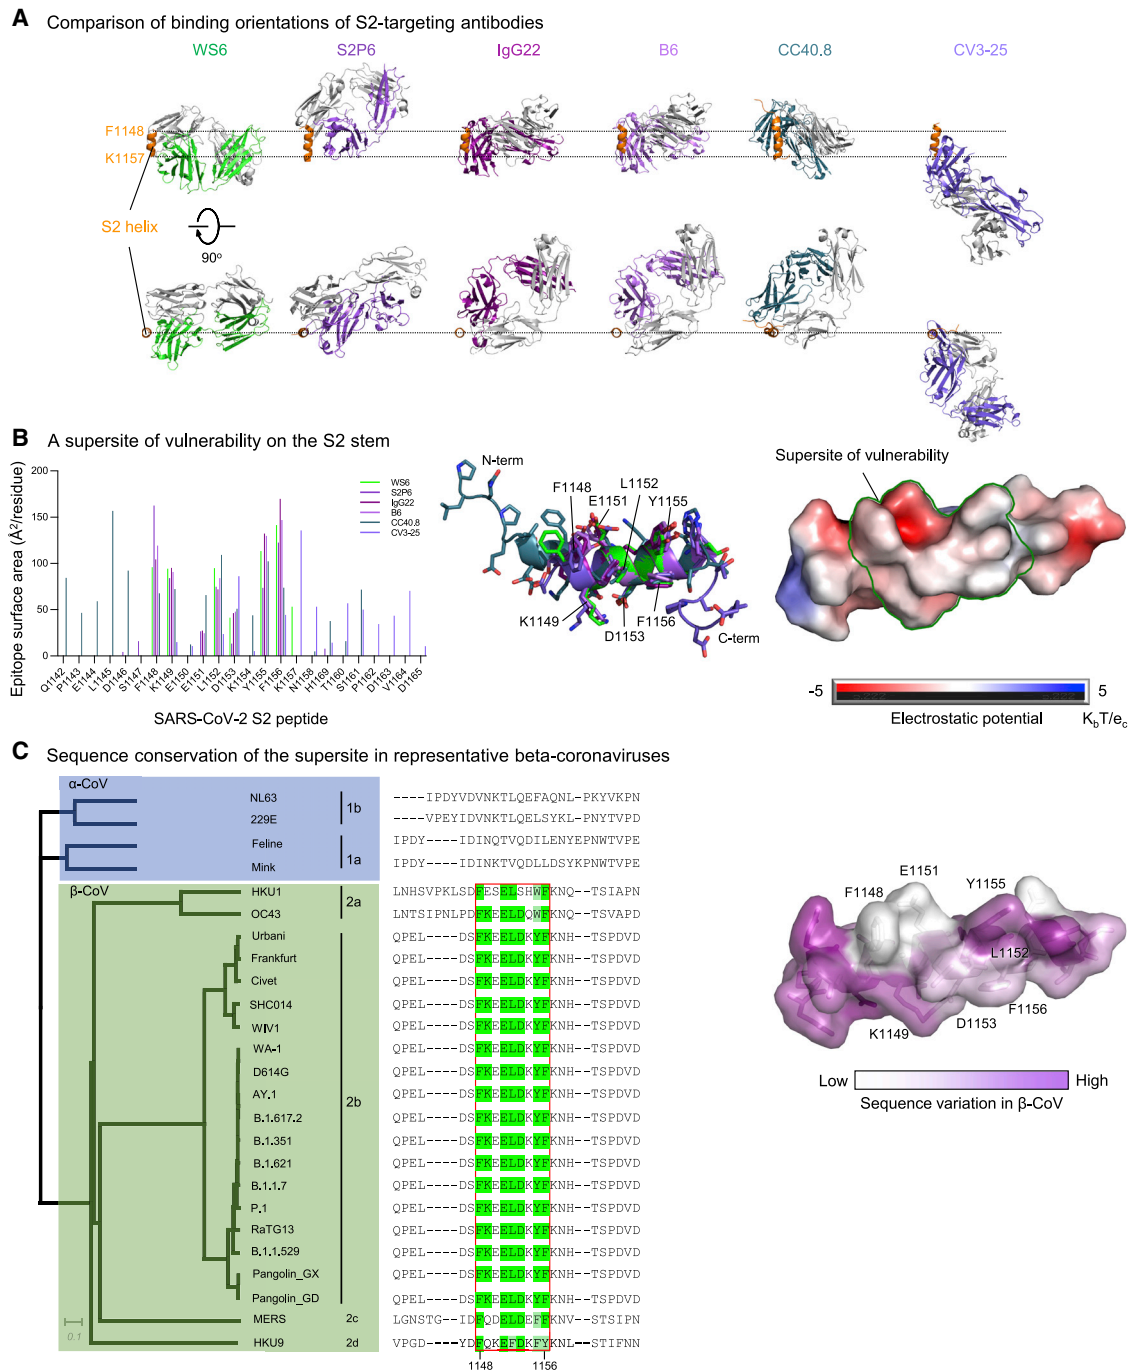 A Comparison of binding orientations of S2-targeting antibodies
WS6 S2P6 IgG22 B6 CC40.8 CV3-25
F1148
K1157
S2 helix
90°
B A supersite of vulnerability on the S2 stem
Epitope surface area (Å²/residue)
200
150
100
50
0
WS6
S2P6
IgG22
B6
CC40.8
CV3-25
Q1142 P1143 E1144 L1145 D1146 S1147 F1148 K1149 E1150 E1151 L1152 D1153 K1154 Y1155 F1156 K1157 N1158 H1169 T1160 S1161 P1162 D1163 V1164 D1165
SARS-CoV-2 S2 peptide
N-term
F1148
E1151
L1152
Y1155
K1149
D1153
F1156
C-term
Supersite of vulnerability
-5 5
Electrostatic potential KbT/ec
C Sequence conservation of the supersite in representative beta-coronaviruses
α-CoV
NL63 ----IPDYVDVNKTLQEFAQNL-PKYVKPN
1b
229E ----VPEYIDVNKTLQELSYKL-PNYTVPD
Feline IPDY----IDINQTVQDILENYEPNWTVPE
1a
Mink IPDY----IDINKTVQDLLDSYKPNWTVPE
β-CoV
HKU1 LNHSVPKLSDFESELSHWFKNQ--TSIAPN
2a
OC43 LNTSIPNLPDFKEELDQWFKNQ--TSVAPD
Urbani QPEL----DSFKEELDKYFKNH--TSPDVD
Frankfurt QPEL----DSFKEELDKYFKNH--TSPDVD
Civet QPEL----DSFKEELDKYFKNH--TSPDVD
SHC014 QPEL----DSFKEELDKYFKNH--TSPDVD
WIV1 QPEL----DSFKEELDKYFKNH--TSPDVD
WA-1 QPEL----DSFKEELDKYFKNH--TSPDVD
D614G QPEL----DSFKEELDKYFKNH--TSPDVD
AY.1 QPEL----DSFKEELDKYFKNH--TSPDVD
2b
B.1.617.2 QPEL----DSFKEELDKYFKNH--TSPDVD
B.1.351 QPEL----DSFKEELDKYFKNH--TSPDVD
B.1.621 QPEL----DSFKEELDKYFKNH--TSPDVD
B.1.1.7 QPEL----DSFKEELDKYFKNH--TSPDVD
P.1 QPEL----DSFKEELDKYFKNH--TSPDVD
RaTG13 QPEL----DSFKEELDKYFKNH--TSPDVD
B.1.1.529 QPEL----DSFKEELDKYFKNH--TSPDVD
Pangolin_GX QPEL----DSFKEELDKYFKNH--TSPDVD
Pangolin_GD QPEL----DSFKEELDKYFKNH--TSPDVD
MERS 2c LGNSTG-IDFQDELDEFFKNV--STSIPN
HKU9 2d VPGD----YDFQKEFDKFYKNL--STIFNN
0.1
1148 1156
F1148
E1151
Y1155
L1152
K1149
D1153
F1156
Low High
Sequence variation in β-CoV